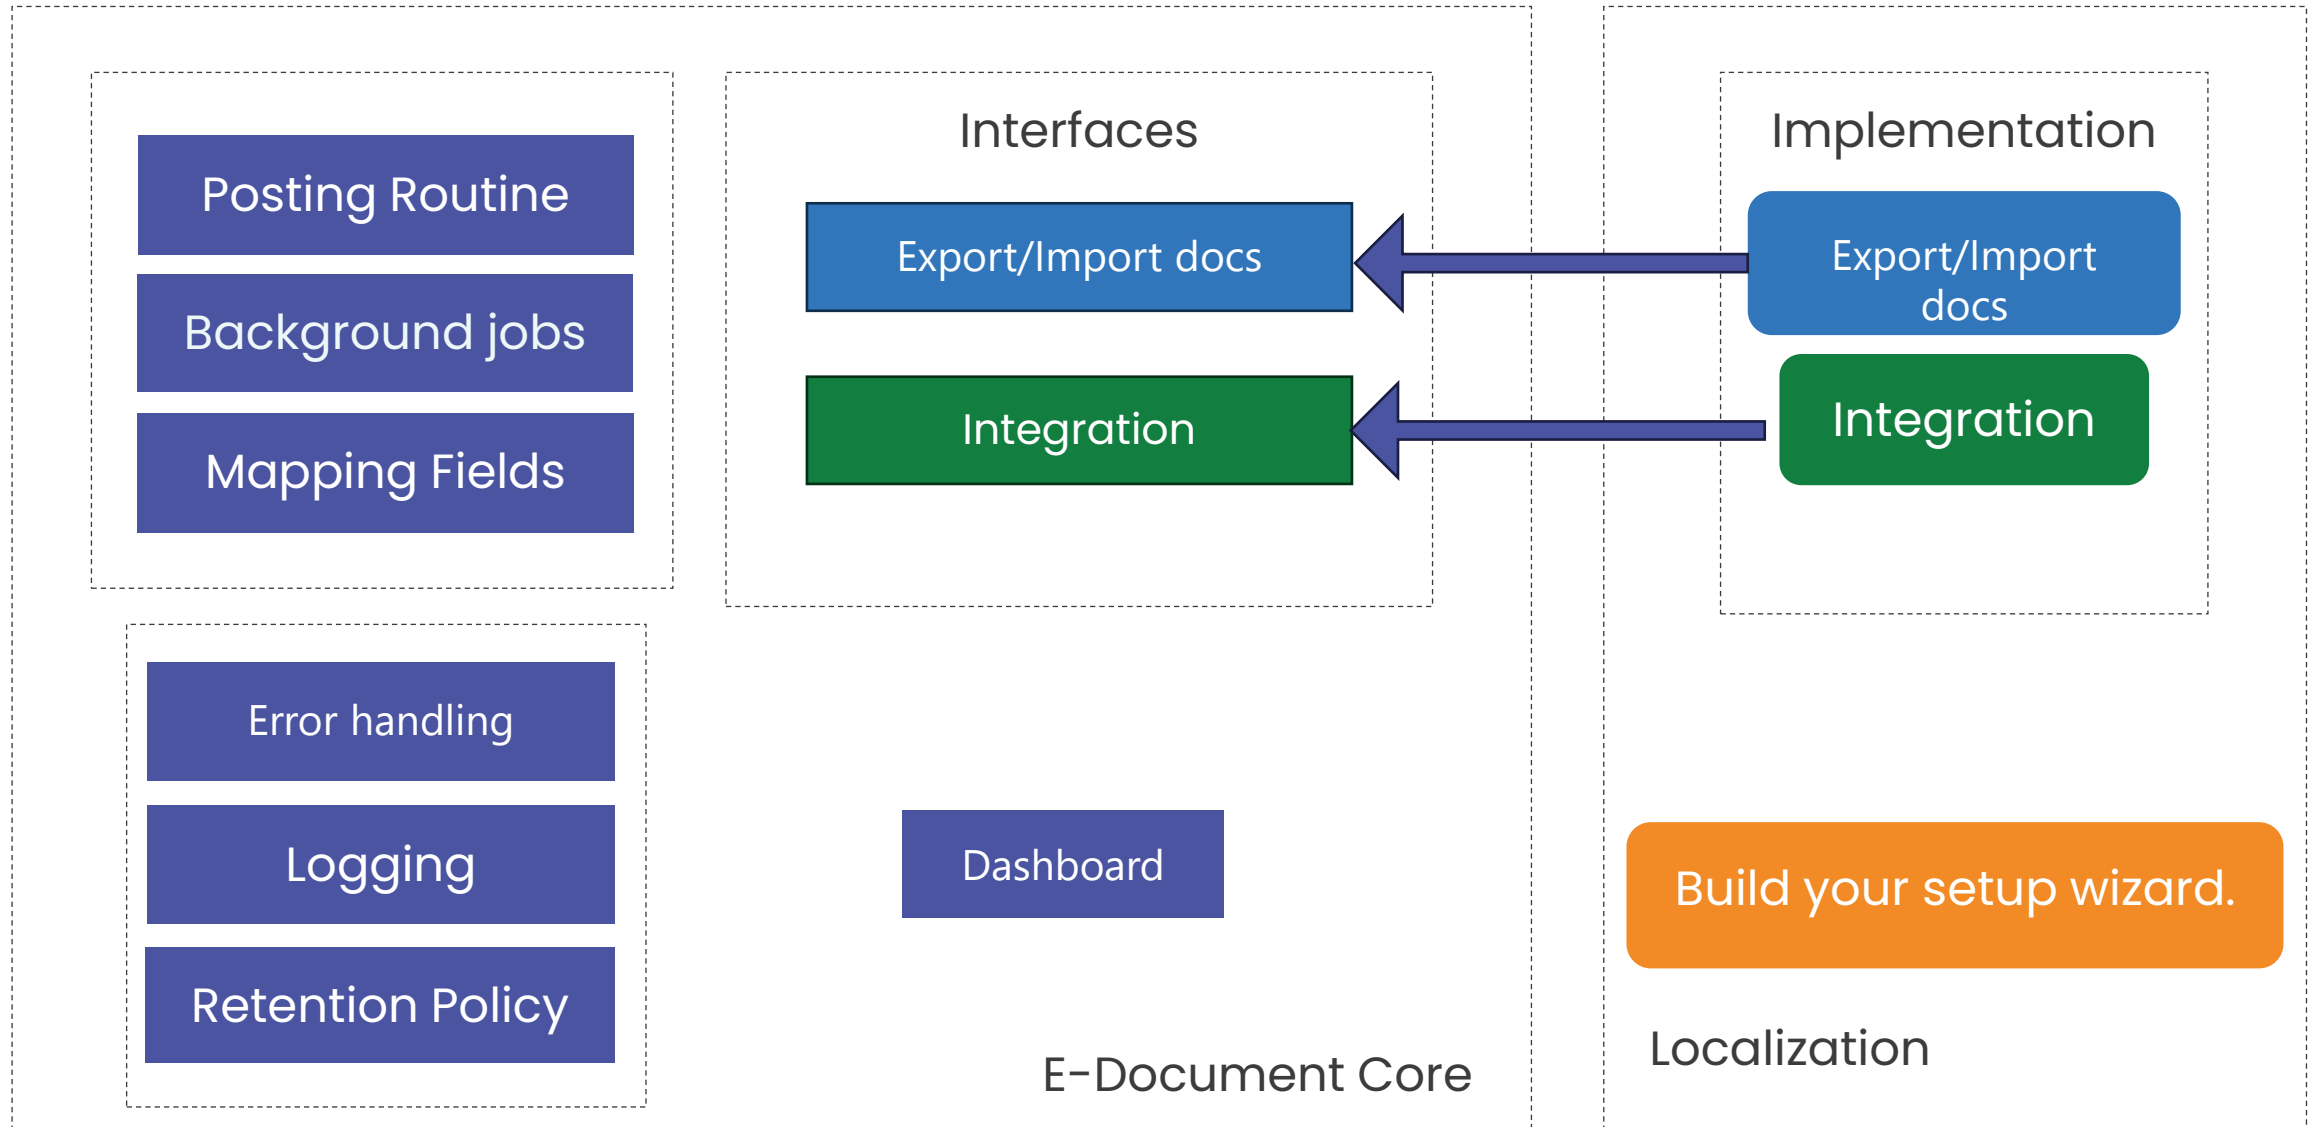 Posting Routine
Background jobs
Mapping Fields
Error handling
Logging
Retention Policy
Interfaces
Export/Import docs
Integration
Dashboard
E-Document Core
Implementation
Export/Import
docs
Integration
Build your setup wizard.
Localization